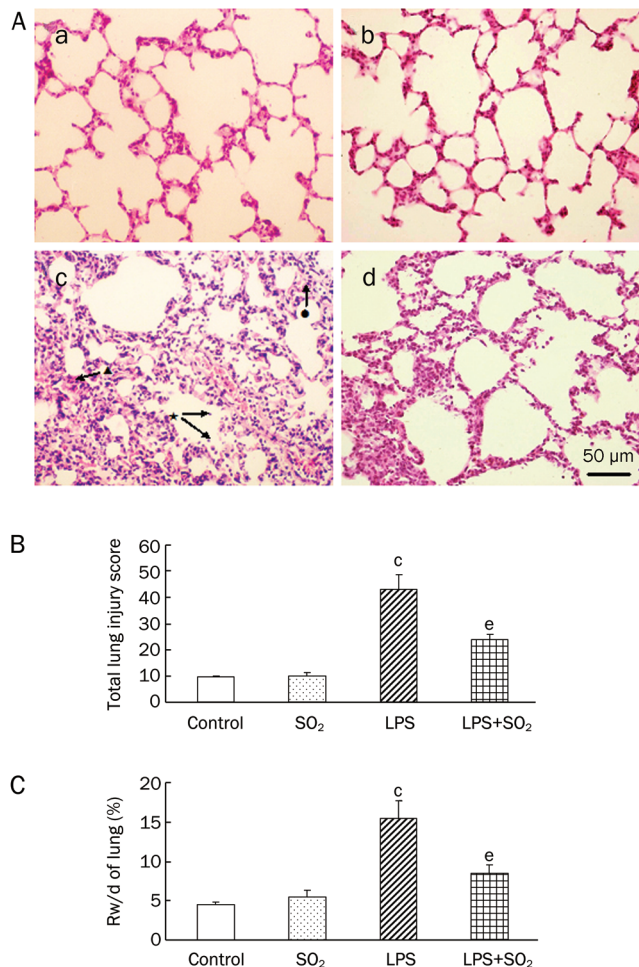 A
a
b
c
d
50 µm
B
Total lung injury score
60
50
40
30
20
10
0
c
e
Control
SO₂
LPS
LPS+SO₂
C
Rw/d of lung (%)
20
15
10
5
0
c
e
Control
SO₂
LPS
LPS+SO₂